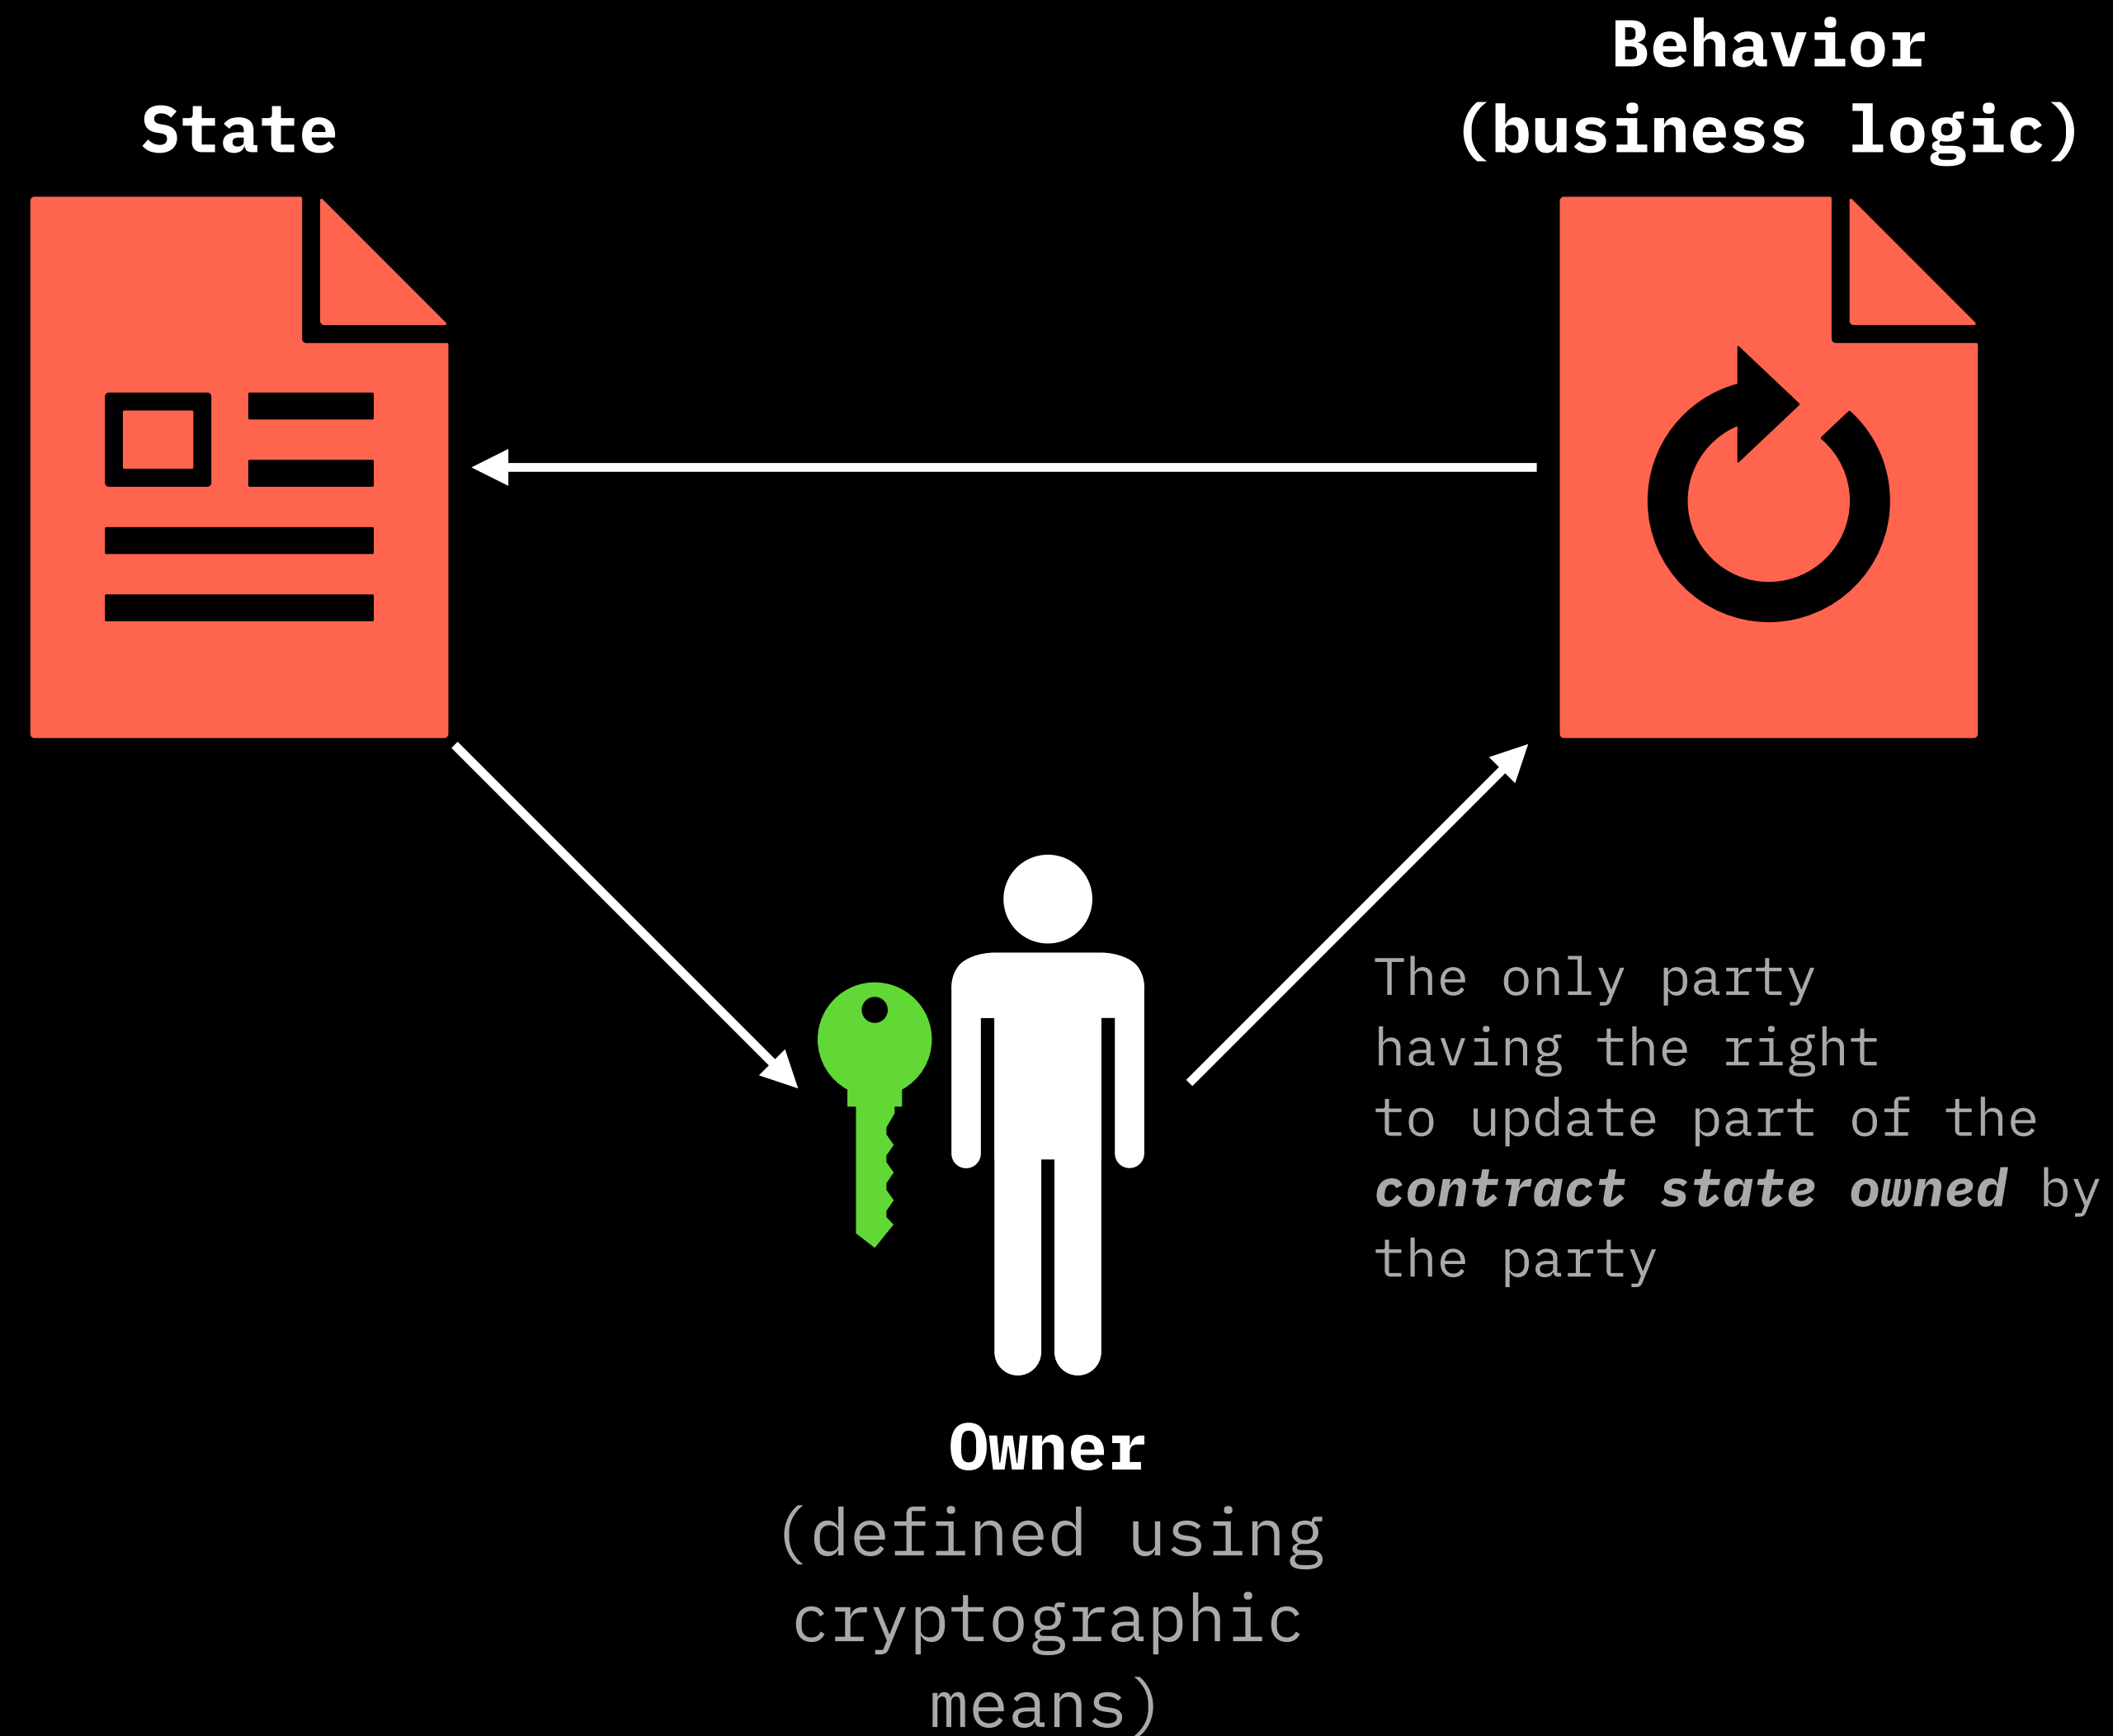 State
Behavior
(business logic)
The only party
having the right
to update part of the
contract state owned by
the party
Owner
(defined using
cryptographic
means)